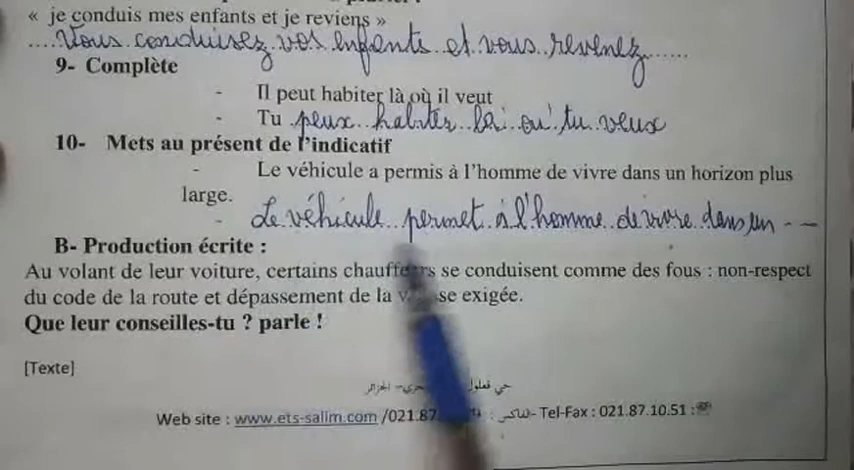 « je conduis mes enfants et je reviens »
....Vous conduisez vos enfants et vous revenez......
9- Complète
- Il peut habiter là où il veut
- Tu peux habiter là où tu veux
10- Mets au présent de l'indicatif
- Le véhicule a permis à l'homme de vivre dans un horizon plus
large.
- Le véhicule permet à l'homme de vivre dans un - -
B- Production écrite :
Au volant de leur voiture, certains chauffeurs se conduisent comme des fous : non-respect
du code de la route et dépassement de la exigée.
Que leur conseilles-tu ? parle !
[Texte]
حي قعلول الجزائر
Web site : www.ets-salim.com /021.87 : الفاكس - Tel-Fax : 021.87.10.51 :☏